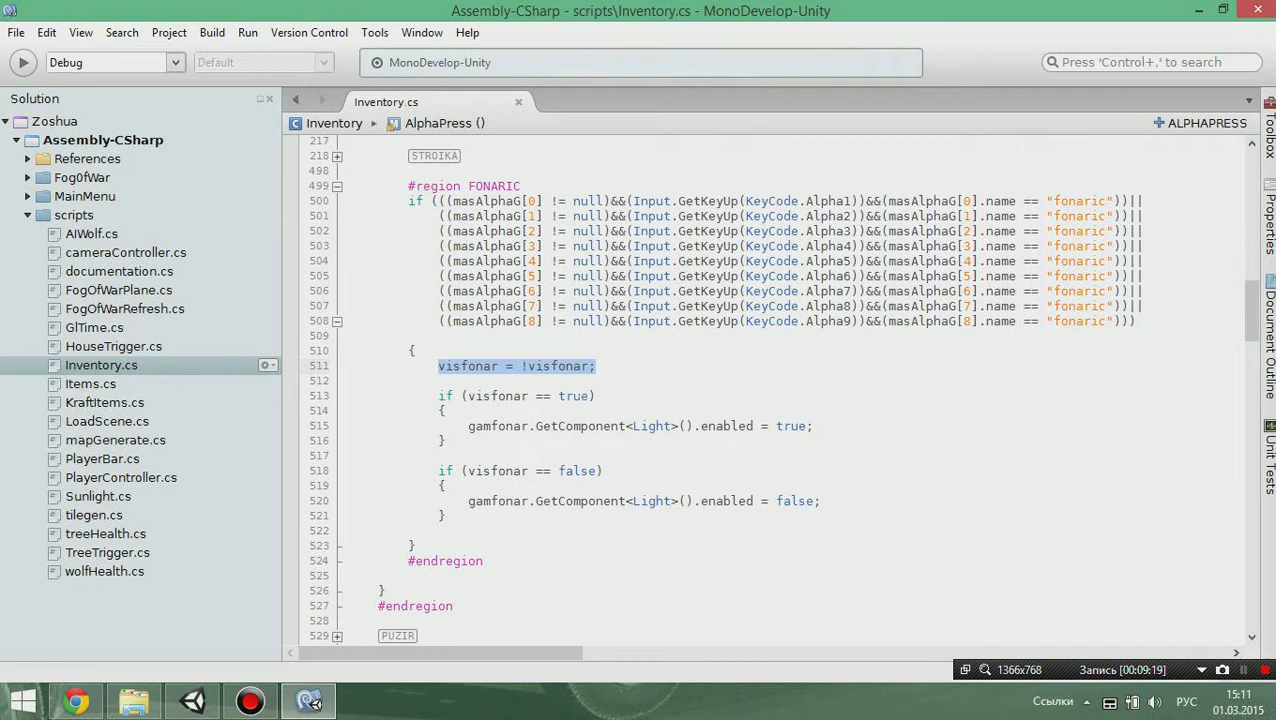 Assembly-CSharp - scripts\Inventory.cs - MonoDevelop-Unity
File Edit View Search Project Build Run Version Control Tools Window Help
Debug Default MonoDevelop-Unity Press 'Control+,' to search
Solution
Zoshua
Assembly-CSharp
References
Fog0fWar
MainMenu
scripts
AIWolf.cs
cameraController.cs
documentation.cs
FogOfWarPlane.cs
FogOfWarRefresh.cs
GlTime.cs
HouseTrigger.cs
Inventory.cs
Items.cs
KraftItems.cs
LoadScene.cs
mapGenerate.cs
PlayerBar.cs
PlayerController.cs
Sunlight.cs
tilegen.cs
treeHealth.cs
TreeTrigger.cs
wolfHealth.cs
Inventory.cs
Inventory AlphaPress () ALPHAPRESS
217
218 STROIKA
498
499 #region FONARIC
500 if (((masAlphaG[0] != null)&&(Input.GetKeyUp(KeyCode.Alpha1))&&(masAlphaG[0].name == "fonaric"))||
501 ((masAlphaG[1] != null)&&(Input.GetKeyUp(KeyCode.Alpha2))&&(masAlphaG[1].name == "fonaric"))||
502 ((masAlphaG[2] != null)&&(Input.GetKeyUp(KeyCode.Alpha3))&&(masAlphaG[2].name == "fonaric"))||
503 ((masAlphaG[3] != null)&&(Input.GetKeyUp(KeyCode.Alpha4))&&(masAlphaG[3].name == "fonaric"))||
504 ((masAlphaG[4] != null)&&(Input.GetKeyUp(KeyCode.Alpha5))&&(masAlphaG[4].name == "fonaric"))||
505 ((masAlphaG[5] != null)&&(Input.GetKeyUp(KeyCode.Alpha6))&&(masAlphaG[5].name == "fonaric"))||
506 ((masAlphaG[6] != null)&&(Input.GetKeyUp(KeyCode.Alpha7))&&(masAlphaG[6].name == "fonaric"))||
507 ((masAlphaG[7] != null)&&(Input.GetKeyUp(KeyCode.Alpha8))&&(masAlphaG[7].name == "fonaric"))||
508 ((masAlphaG[8] != null)&&(Input.GetKeyUp(KeyCode.Alpha9))&&(masAlphaG[8].name == "fonaric")))
509
510 {
511 visfonar = !visfonar;
512
513 if (visfonar == true)
514 {
515 gamfonar.GetComponent<Light>().enabled = true;
516 }
517
518 if (visfonar == false)
519 {
520 gamfonar.GetComponent<Light>().enabled = false;
521 }
522
523 }
524 #endregion
525
526 }
527 #endregion
528
529 PUZIR
Toolbox
Properties
Document Outline
Unit Tests
1366x768 Запись [00:09:19]
Ссылки РУС 15:11
01.03.2015